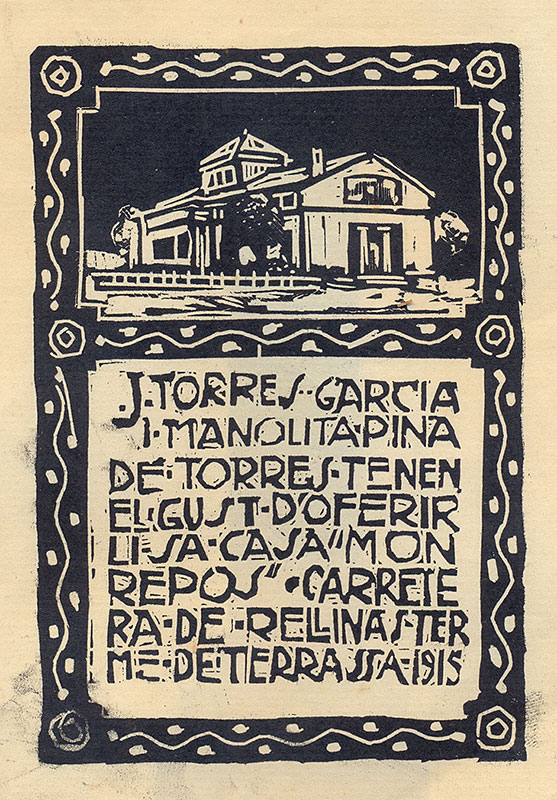 J·TORRES·GARCIA
I·MANOLITA·PINA
DE·TORRES·TENEN
EL·GUST·D'OFERIR
LI·SA·CASA "MON
REPOS"·CARRETE
RA·DE·RELLINAS·TER
ME·DE TERRASSA·1915